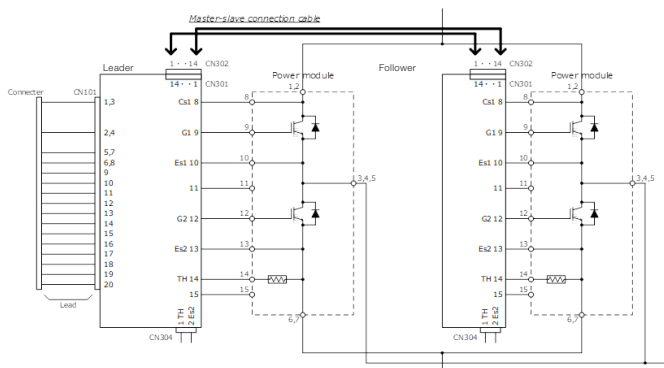 Master-slave connection cable
1 · · 14 CN302
1 · · 14 CN302
Leader
Follower
14 · · 1 CN301
14 · · 1 CN301
Power module
Power module
Connecter
CN101
1,2
1,2
1,3
Cs1 8
8
Cs1 8
8
2,4
G1 9
9
G1 9
9
5,7
6,8
Es1 10
10
Es1 10
10
9
10
11
11
3,4,5
11
11
3,4,5
11
12
13
G2 12
12
G2 12
12
14
15
16
Es2 13
13
Es2 13
13
17
18
19
TH 14
14
TH 14
14
20
15
15
15
15
Lead
6,7
6,7
1 TH
2 Es2
1 TH
2 Es2
CN304
CN304